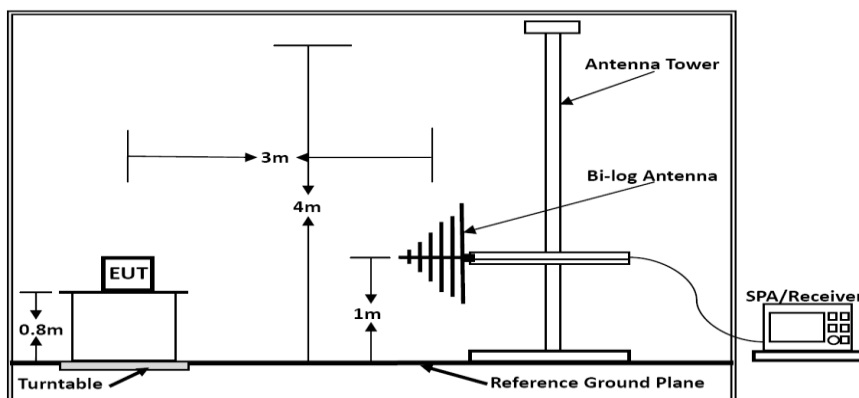 Antenna Tower
3m
Bi-log Antenna
4m
EUT
SPA/Receiver
0.8m
1m
Turntable
Reference Ground Plane